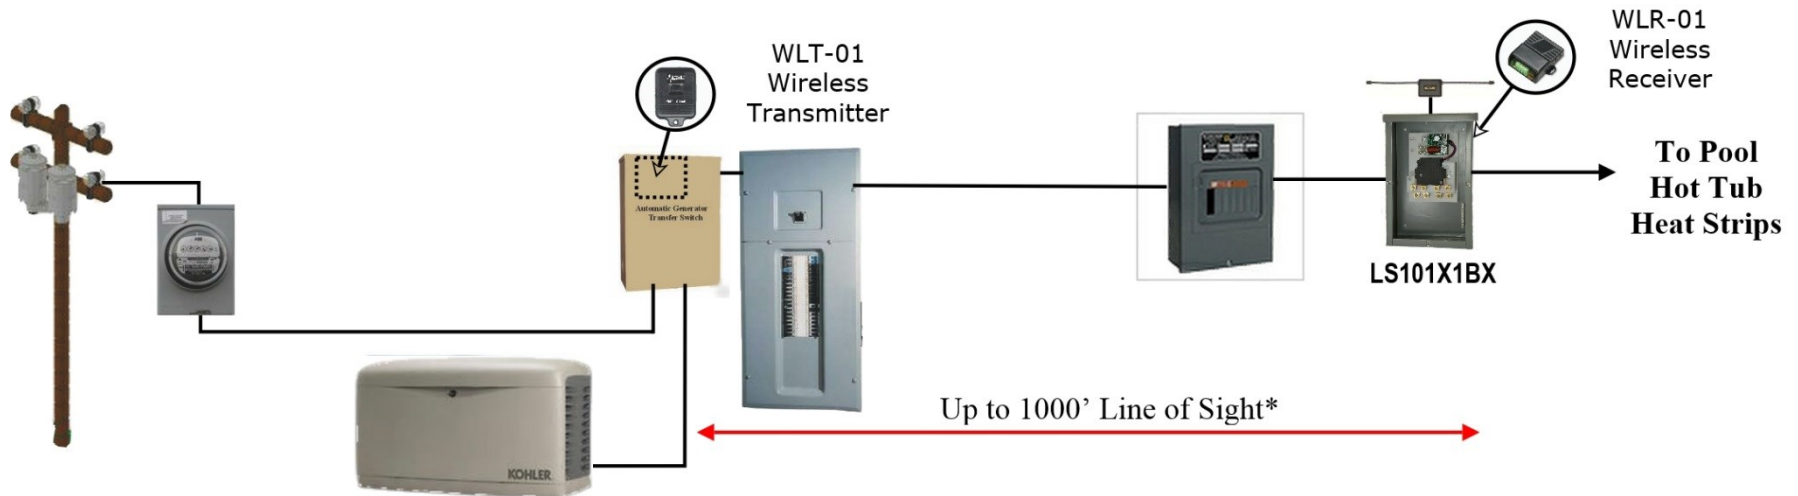 WLT-01
Wireless
Transmitter
WLR-01
Wireless
Receiver
Automatic Generator
Transfer Switch
To Pool
Hot Tub
Heat Strips
LS101X1BX
Up to 1000’ Line of Sight*
KOHLER